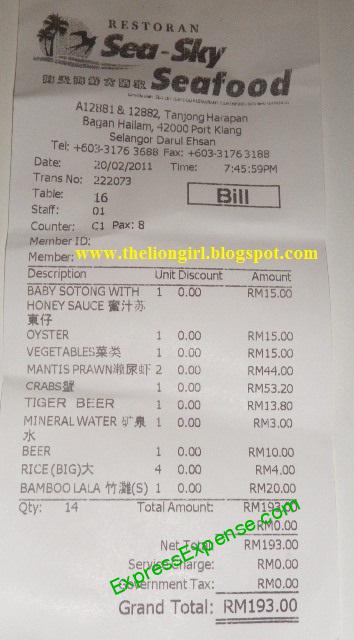 RESTORAN
Sea-Sky
Seafood
A12881 & 12882, Tanjong Harapan
Bagan Hailam, 42000 Port Klang
Selangor Darul Ehsan
Tel: +603-3176 3688 Fax: +603-3176 3188
Date: 20/02/2011 Time: 7:45:59PM
Trans No: 222073
Table: 16 Bill
Staff: 01
Counter: C1 Pax: 8
Member ID:
Member:
www.theliongirl.blogspot.com
Description Unit Discount Amount
BABY SOTONG WITH 1 0.00 RM15.00
HONEY SAUCE 蜜汁苏
東仔
OYSTER 1 0.00 RM15.00
VEGETABLES菜类 1 0.00 RM15.00
MANTIS PRAWN濑尿虾 2 0.00 RM44.00
CRABS蟹 1 0.00 RM53.20
TIGER BEER 1 0.00 RM13.80
MINERAL WATER 矿泉 1 0.00 RM3.00
水
BEER 1 0.00 RM10.00
RICE (BIG)大 4 0.00 RM4.00
BAMBOO LALA 竹灘(S) 1 0.00 RM20.00
Qty: 14 Total Amount: RM193.00
RM0.00
Net Total: RM193.00
Service Charge: RM0.00
Government Tax: RM0.00
Grand Total: RM193.00
ExpressExpense.com